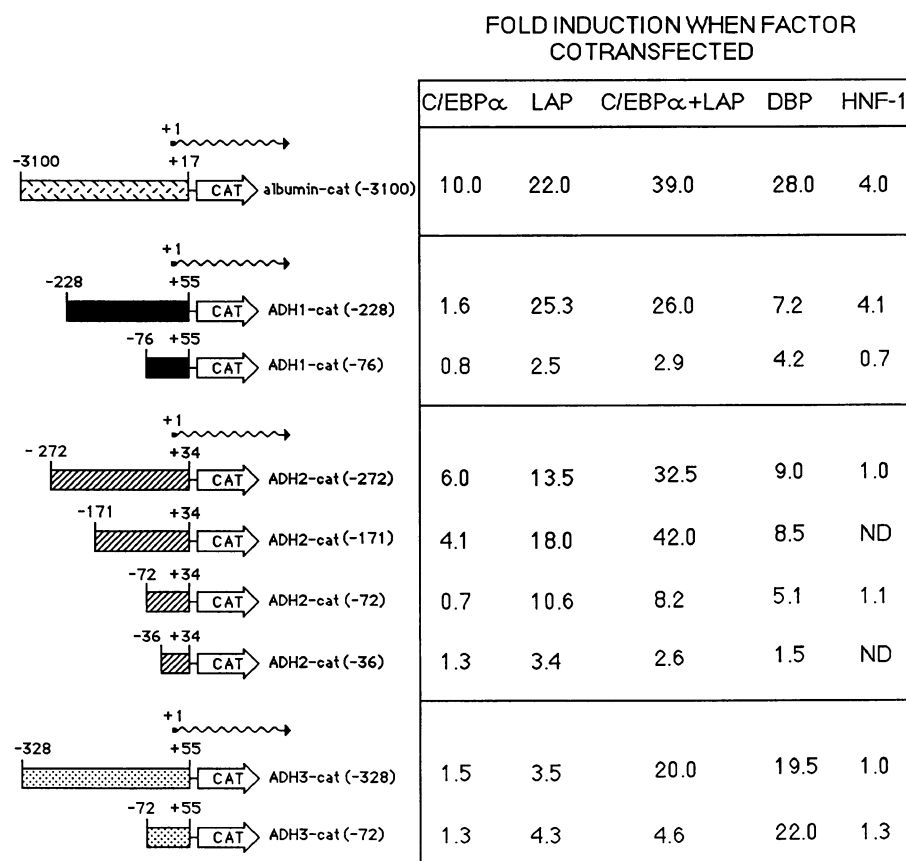 FOLD INDUCTION WHEN FACTOR
COTRANSFECTED
C/EBPα LAP C/EBPα+LAP DBP HNF-1
+1
-3100 +17
CAT albumin-cat (-3100) 10.0 22.0 39.0 28.0 4.0
+1
-228 +55
CAT ADH1-cat (-228) 1.6 25.3 26.0 7.2 4.1
-76 +55
CAT ADH1-cat (-76) 0.8 2.5 2.9 4.2 0.7
+1
- 272 +34
CAT ADH2-cat (-272) 6.0 13.5 32.5 9.0 1.0
-171 +34
CAT ADH2-cat (-171) 4.1 18.0 42.0 8.5 ND
-72 +34
CAT ADH2-cat (-72) 0.7 10.6 8.2 5.1 1.1
-36 +34
CAT ADH2-cat (-36) 1.3 3.4 2.6 1.5 ND
+1
-328 +55
CAT ADH3-cat (-328) 1.5 3.5 20.0 19.5 1.0
-72 +55
CAT ADH3-cat (-72) 1.3 4.3 4.6 22.0 1.3